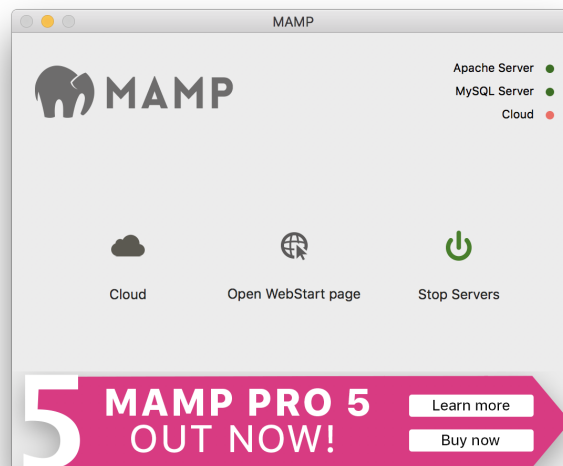 MAMP
MAMP
Apache Server
MySQL Server
Cloud
Cloud
Open WebStart page
Stop Servers
5
MAMP PRO 5
OUT NOW!
Learn more
Buy now